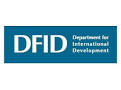 DFID Department for
International
Development